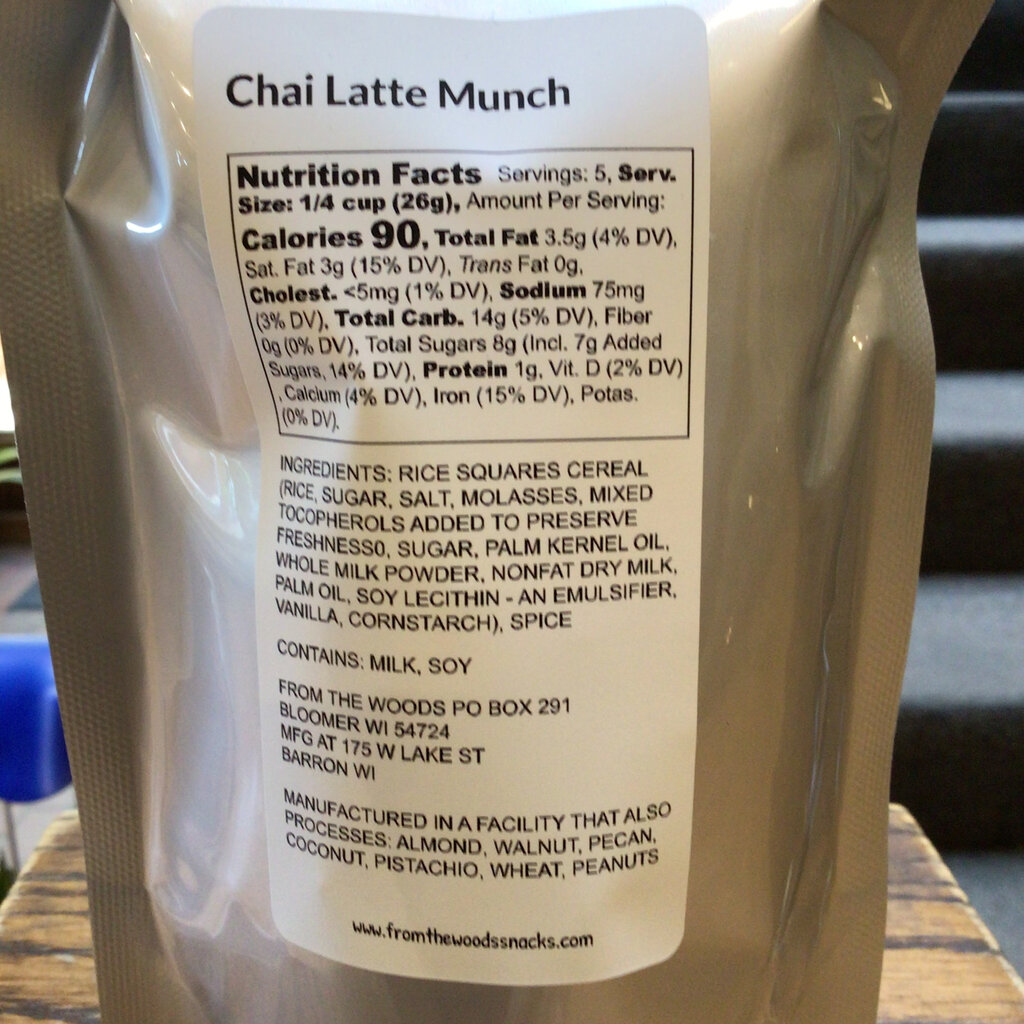 Chai Latte Munch
Nutrition Facts Servings: 5, Serv.
Size: 1/4 cup (26g), Amount Per Serving:
Calories 90, Total Fat 3.5g (4% DV),
Sat. Fat 3g (15% DV), Trans Fat 0g,
Cholest. <5mg (1% DV), Sodium 75mg
(3% DV), Total Carb. 14g (5% DV), Fiber
0g (0% DV), Total Sugars 8g (Incl. 7g Added
Sugars, 14% DV), Protein 1g, Vit. D (2% DV)
, Calcium (4% DV), Iron (15% DV), Potas.
(0% DV).
INGREDIENTS: RICE SQUARES CEREAL
(RICE, SUGAR, SALT, MOLASSES, MIXED
TOCOPHEROLS ADDED TO PRESERVE
FRESHNESS0, SUGAR, PALM KERNEL OIL,
WHOLE MILK POWDER, NONFAT DRY MILK,
PALM OIL, SOY LECITHIN - AN EMULSIFIER,
VANILLA, CORNSTARCH), SPICE
CONTAINS: MILK, SOY
FROM THE WOODS PO BOX 291
BLOOMER WI 54724
MFG AT 175 W LAKE ST
BARRON WI
MANUFACTURED IN A FACILITY THAT ALSO
PROCESSES: ALMOND, WALNUT, PECAN,
COCONUT, PISTACHIO, WHEAT, PEANUTS
www.fromthewoodssnacks.com